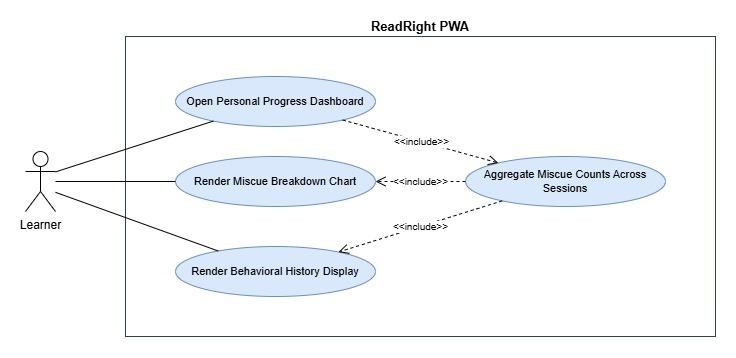 ReadRight PWA
Open Personal Progress Dashboard
<<include>>
Learner
Render Miscue Breakdown Chart
<<include>>
Aggregate Miscue Counts Across
Sessions
<<include>>
Render Behavioral History Display